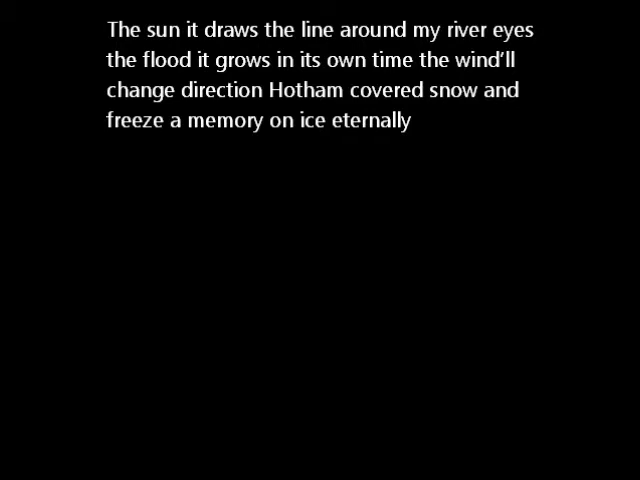 The sun it draws the line around my river eyes
the flood it grows in its own time the wind’ll
change direction Hotham covered snow and
freeze a memory on ice eternally